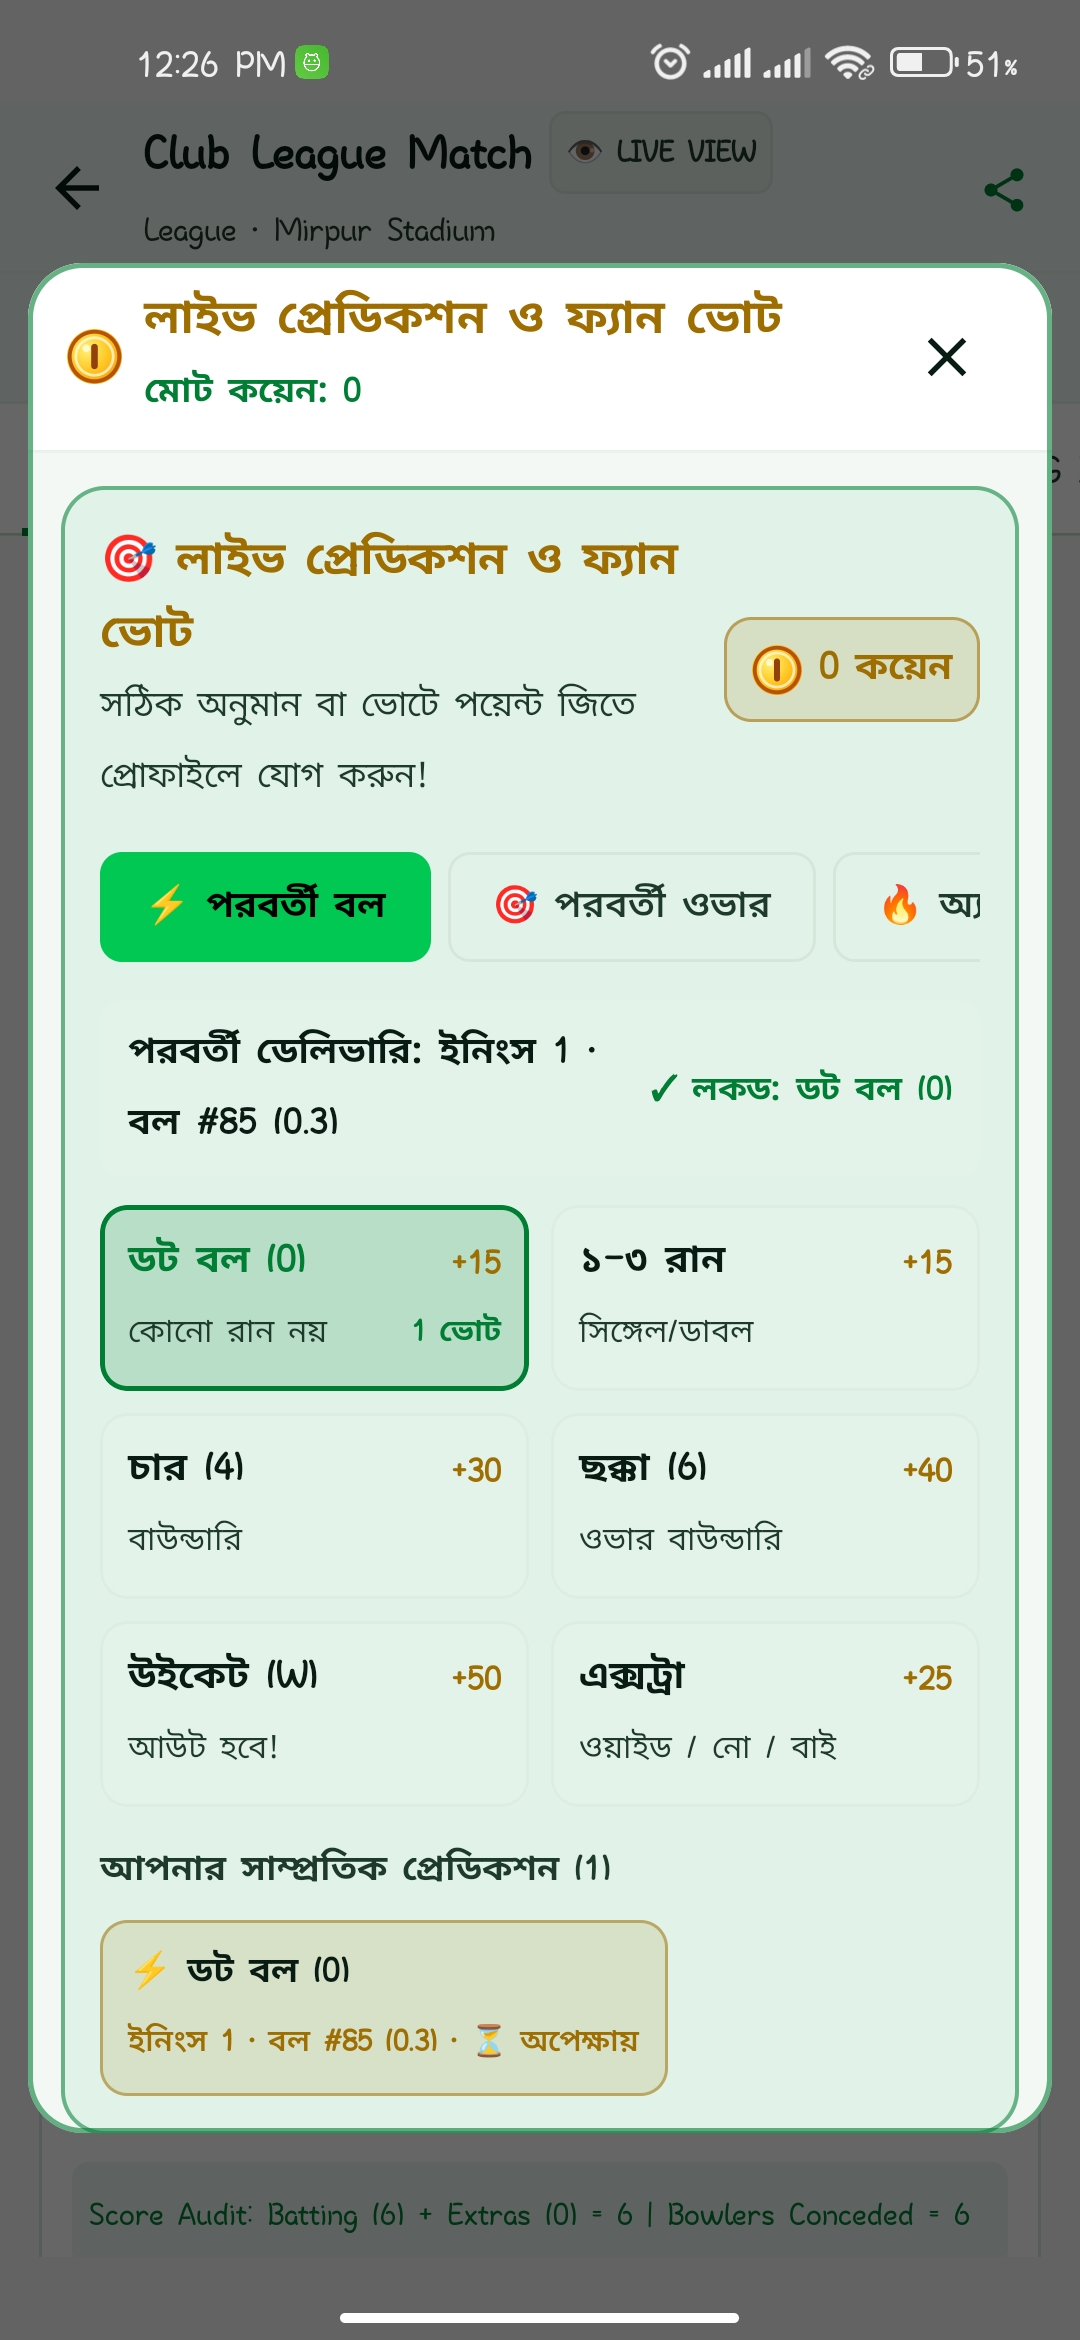 12:26 PM
51%
Club League Match
LIVE VIEW
League · Mirpur Stadium
লাইভ প্রেডিকশন ও ফ্যান ভোট
মোট কয়েন: 0
🎯 লাইভ প্রেডিকশন ও ফ্যান
ভোট
0 কয়েন
সঠিক অনুমান বা ভোটে পয়েন্ট জিতে
প্রোফাইলে যোগ করুন!
⚡ পরবর্তী বল
🎯 পরবর্তী ওভার
পরবর্তী ডেলিভারি: ইনিংস 1 ·
বল #85 (0.3)
✓ লকড: ডট বল (0)
ডট বল (0) +15
কোনো রান নয় 1 ভোট
১–৩ রান +15
সিঙ্গেল/ডাবল
চার (4) +30
বাউন্ডারি
ছক্কা (6) +40
ওভার বাউন্ডারি
উইকেট (W) +50
আউট হবে!
এক্সট্রা +25
ওয়াইড / নো / বাই
আপনার সাম্প্রতিক প্রেডিকশন (1)
⚡ ডট বল (0)
ইনিংস 1 · বল #85 (0.3) · ⏳ অপেক্ষায়
Score Audit: Batting (6) + Extras (0) = 6 | Bowlers Conceded = 6